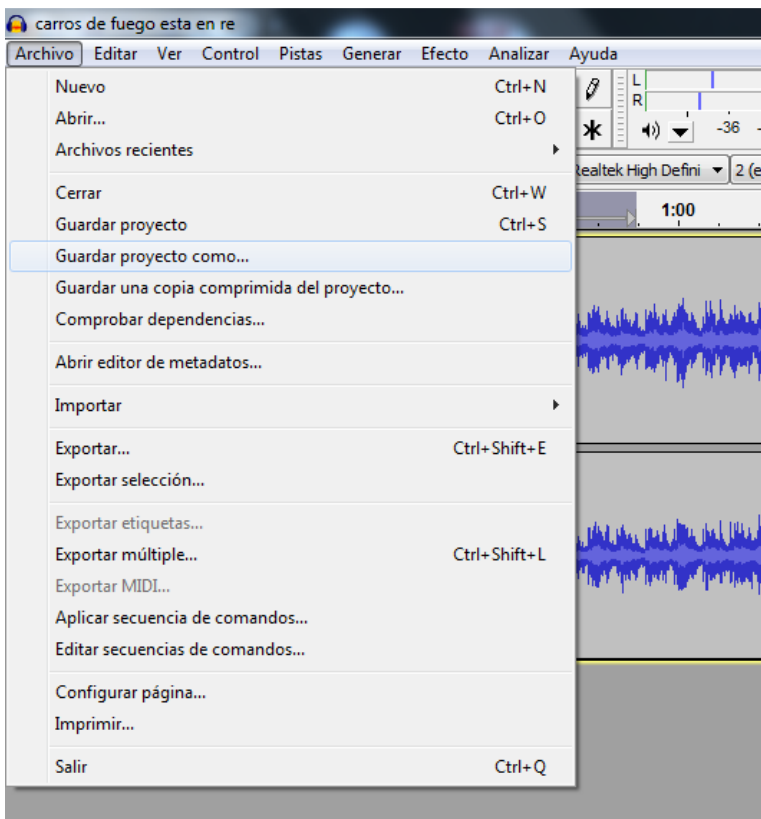 carros de fuego esta en re
Archivo Editar Ver Control Pistas Generar Efecto Analizar Ayuda
Nuevo Ctrl+N
Abrir... Ctrl+O
Archivos recientes
Cerrar Ctrl+W
Guardar proyecto Ctrl+S
Guardar proyecto como...
Guardar una copia comprimida del proyecto...
Comprobar dependencias...
Abrir editor de metadatos...
Importar
Exportar... Ctrl+Shift+E
Exportar selección...
Exportar etiquetas...
Exportar múltiple... Ctrl+Shift+L
Exportar MIDI...
Aplicar secuencia de comandos...
Editar secuencias de comandos...
Configurar página...
Imprimir...
Salir Ctrl+Q
L
R
-36 -
Realtek High Defini 2 (e
1:00